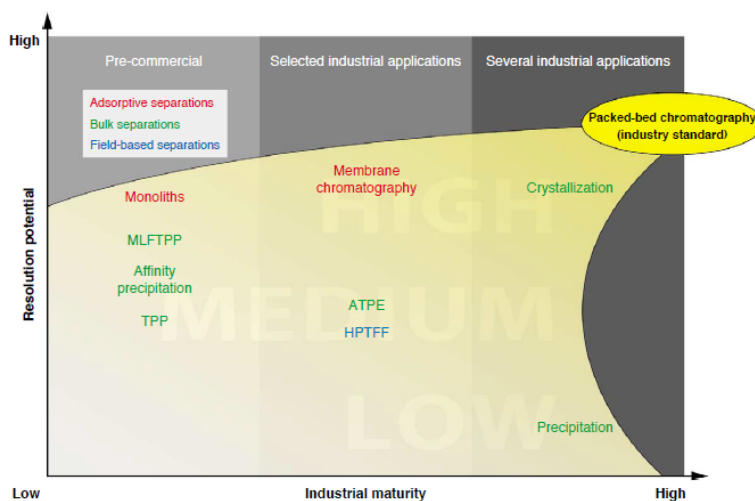 High
Pre-commercial
Selected industrial applications
Several industrial applications
Adsorptive separations
Bulk separations
Field-based separations
Packed-bed chromatography
(industry standard)
Monoliths
Membrane
chromatography
Crystallization
HIGH
MLFTPP
Affinity
precipitation
TPP
ATPE
HPTFF
MEDIUM
LOW
Precipitation
Resolution potential
Low
Industrial maturity
High